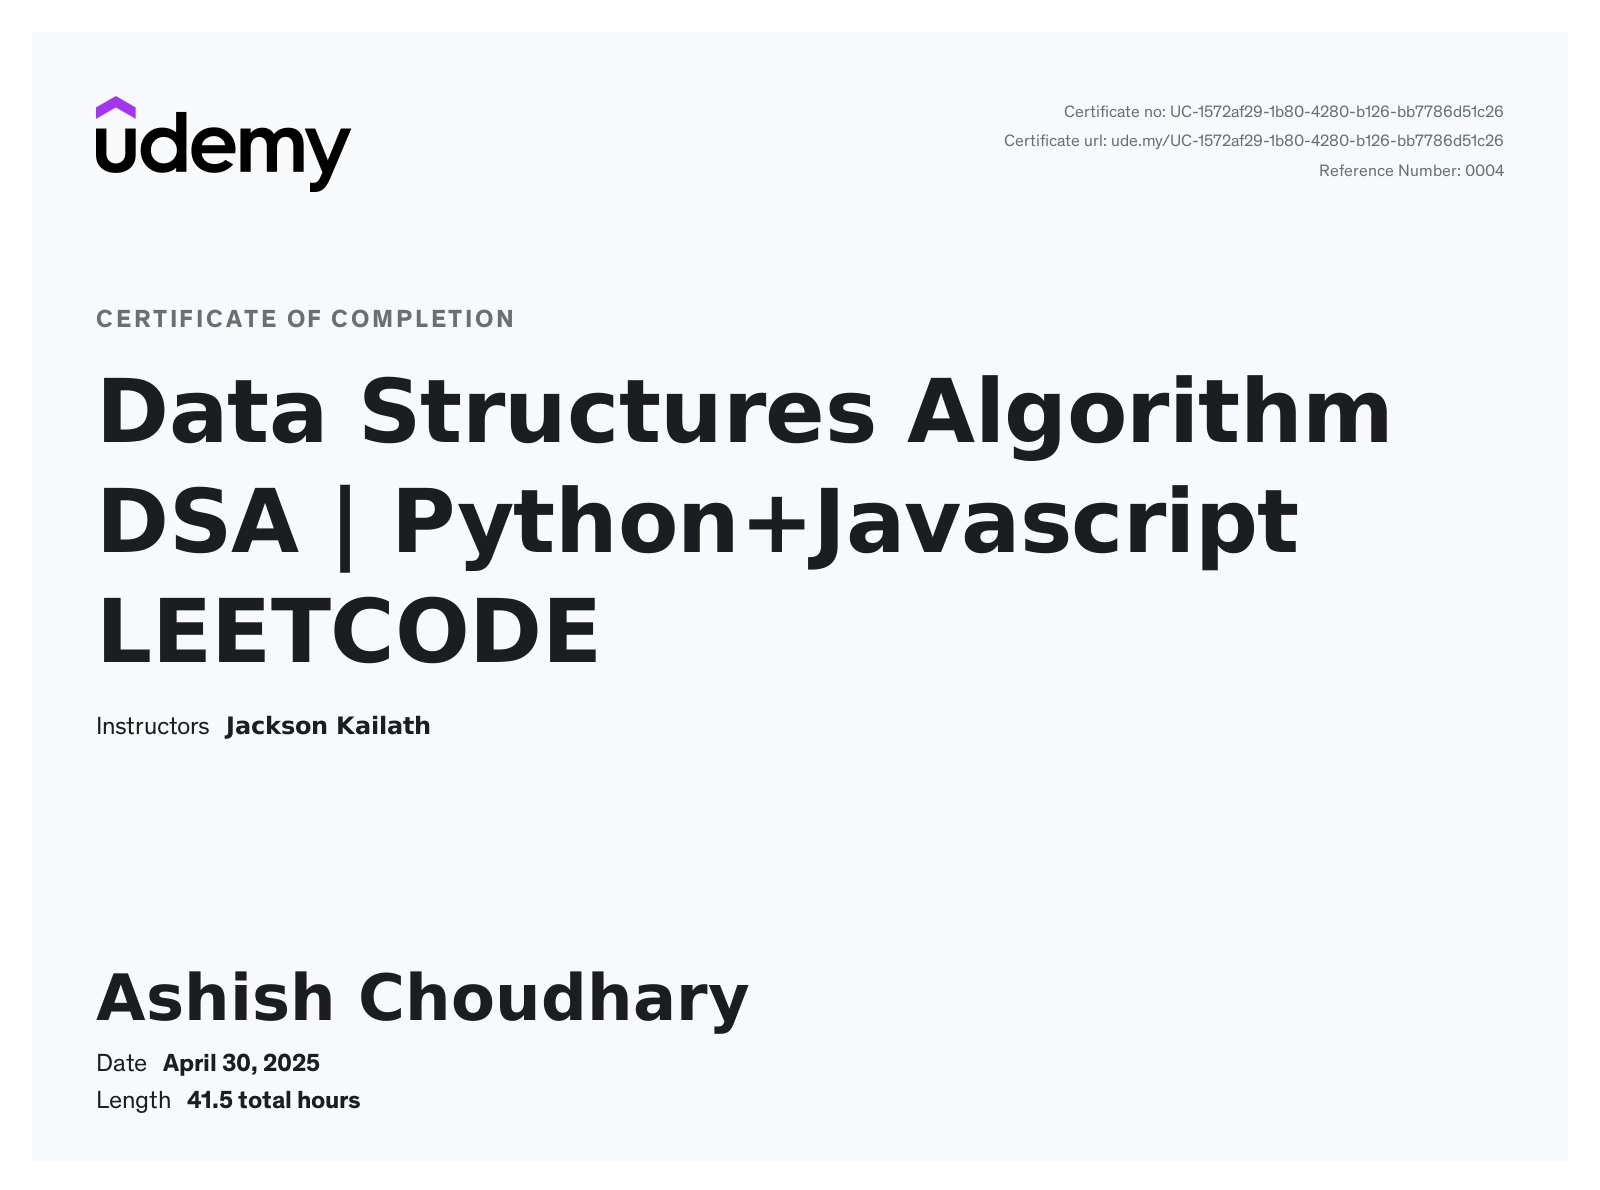 udemy
Certificate no: UC-1572af29-1b80-4280-b126-bb7786d51c26
Certificate url: ude.my/UC-1572af29-1b80-4280-b126-bb7786d51c26
Reference Number: 0004
CERTIFICATE OF COMPLETION
Data Structures Algorithm
DSA | Python+Javascript
LEETCODE
Instructors Jackson Kailath
Ashish Choudhary
Date April 30, 2025
Length 41.5 total hours